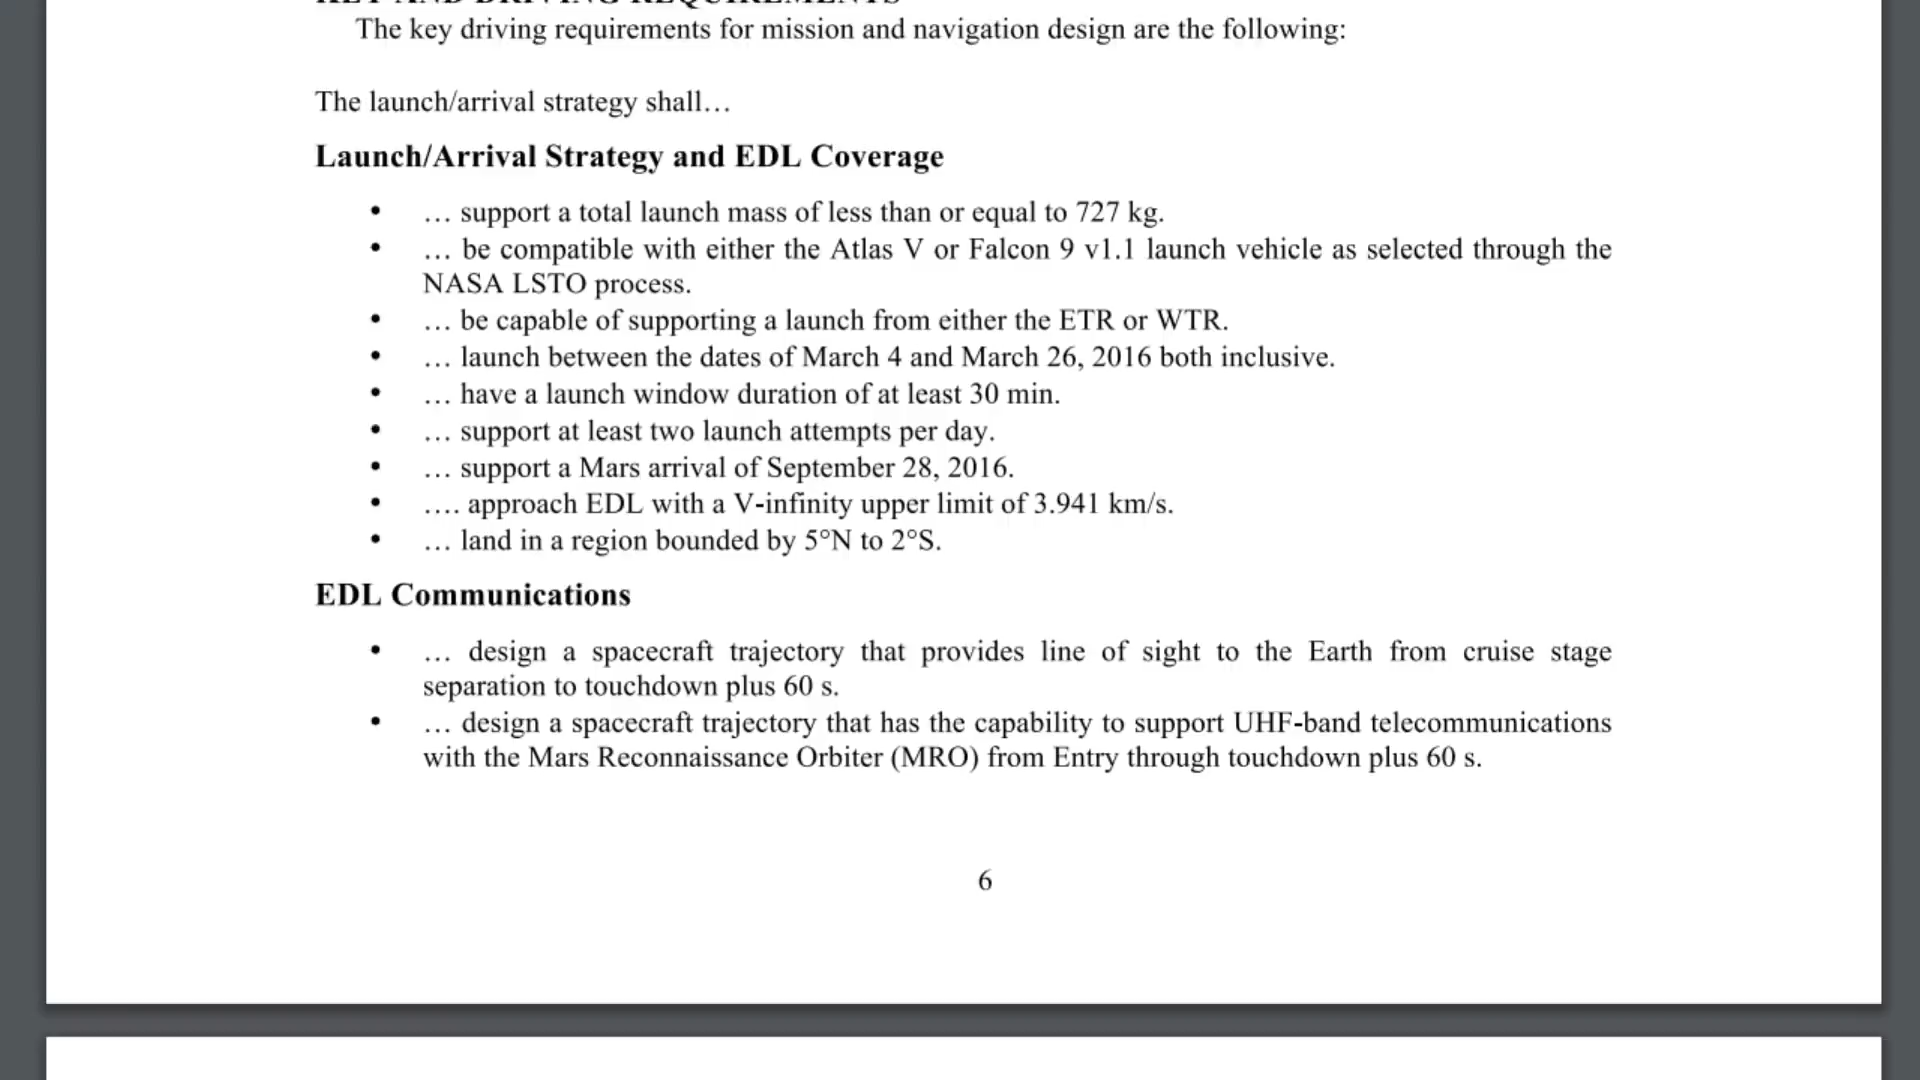 KEY AND DRIVING REQUIREMENTS
The key driving requirements for mission and navigation design are the following:
The launch/arrival strategy shall…
Launch/Arrival Strategy and EDL Coverage
• … support a total launch mass of less than or equal to 727 kg.
• … be compatible with either the Atlas V or Falcon 9 v1.1 launch vehicle as selected through the
NASA LSTO process.
• … be capable of supporting a launch from either the ETR or WTR.
• … launch between the dates of March 4 and March 26, 2016 both inclusive.
• … have a launch window duration of at least 30 min.
• … support at least two launch attempts per day.
• … support a Mars arrival of September 28, 2016.
• …. approach EDL with a V-infinity upper limit of 3.941 km/s.
• … land in a region bounded by 5°N to 2°S.
EDL Communications
• … design a spacecraft trajectory that provides line of sight to the Earth from cruise stage
separation to touchdown plus 60 s.
• … design a spacecraft trajectory that has the capability to support UHF-band telecommunications
with the Mars Reconnaissance Orbiter (MRO) from Entry through touchdown plus 60 s.
6